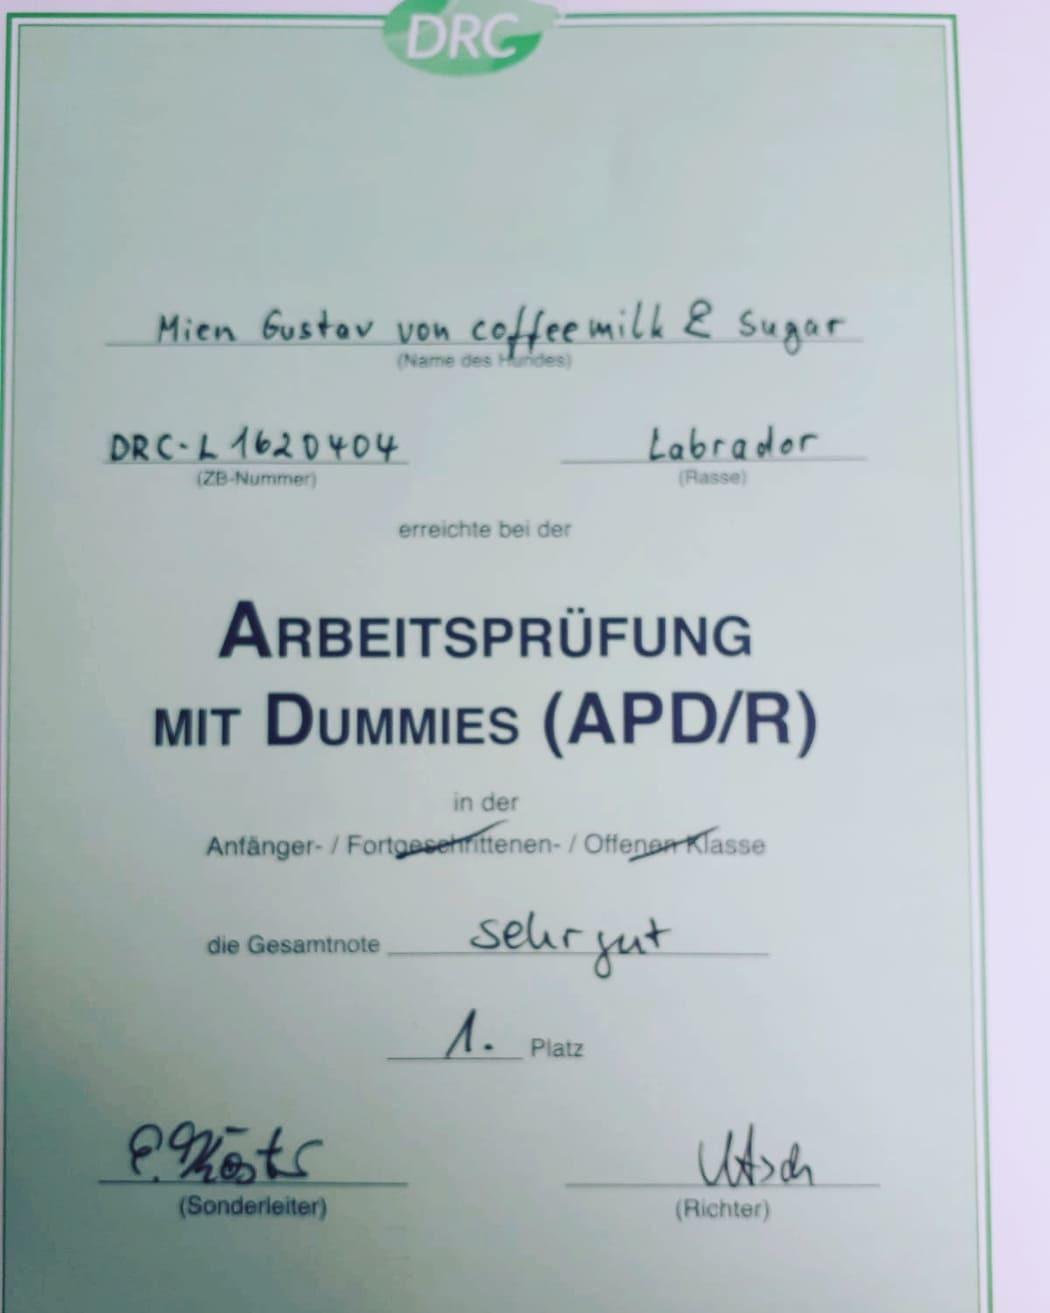 DRC
Mien Gustav von coffeemilk & Sugar
(Name des Hundes)
DRC-L 1620404 Labrador
(ZB-Nummer) (Rasse)
erreichte bei der
ARBEITSPRÜFUNG
MIT DUMMIES (APD/R)
in der
Anfänger- / Fortgeschrittenen- / Offenen Klasse
die Gesamtnote sehr gut
1. Platz
(Sonderleiter) (Richter)